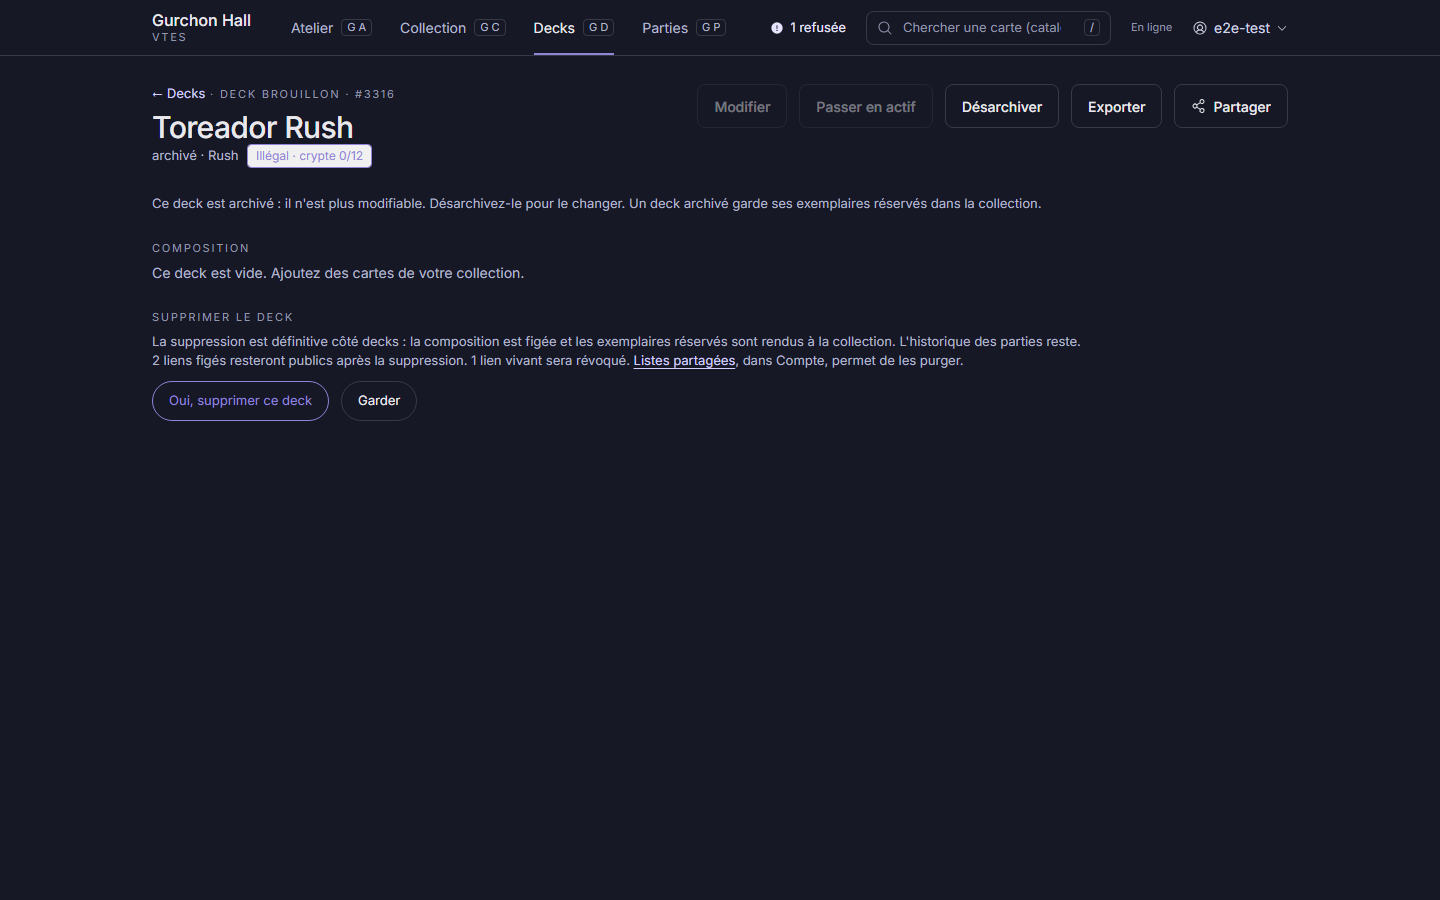 Gurchon Hall
VTES
Atelier G A Collection G C Decks G D Parties G P 1 refusée Chercher une carte (catal / En ligne e2e-test
← Decks · DECK BROUILLON · #3316
Modifier Passer en actif Désarchiver Exporter Partager
Toreador Rush
archivé · Rush Illégal · crypte 0/12
Ce deck est archivé : il n'est plus modifiable. Désarchivez-le pour le changer. Un deck archivé garde ses exemplaires réservés dans la collection.
COMPOSITION
Ce deck est vide. Ajoutez des cartes de votre collection.
SUPPRIMER LE DECK
La suppression est définitive côté decks : la composition est figée et les exemplaires réservés sont rendus à la collection. L'historique des parties reste.
2 liens figés resteront publics après la suppression. 1 lien vivant sera révoqué. Listes partagées, dans Compte, permet de les purger.
Oui, supprimer ce deck Garder